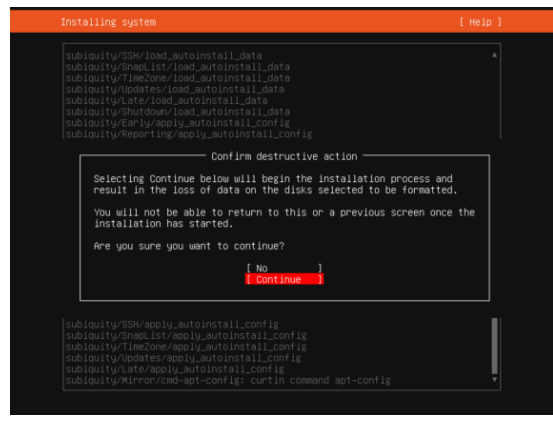 Installing system [ Help ]
subiquity/SSH/load_autoinstall_data
subiquity/SnapList/load_autoinstall_data
subiquity/TimeZone/load_autoinstall_data
subiquity/Updates/load_autoinstall_data
subiquity/Late/load_autoinstall_data
subiquity/Shutdown/load_autoinstall_data
subiquity/Early/apply_autoinstall_config
subiquity/Reporting/apply_autoinstall_config
Confirm destructive action
Selecting Continue below will begin the installation process and
result in the loss of data on the disks selected to be formatted.
You will not be able to return to this or a previous screen once the
installation has started.
Are you sure you want to continue?
[ No ]
[ Continue ]
subiquity/SSH/apply_autoinstall_config
subiquity/SnapList/apply_autoinstall_config
subiquity/TimeZone/apply_autoinstall_config
subiquity/Updates/apply_autoinstall_config
subiquity/Late/apply_autoinstall_config
subiquity/Mirror/cmd-apt-config: curtin command apt-config